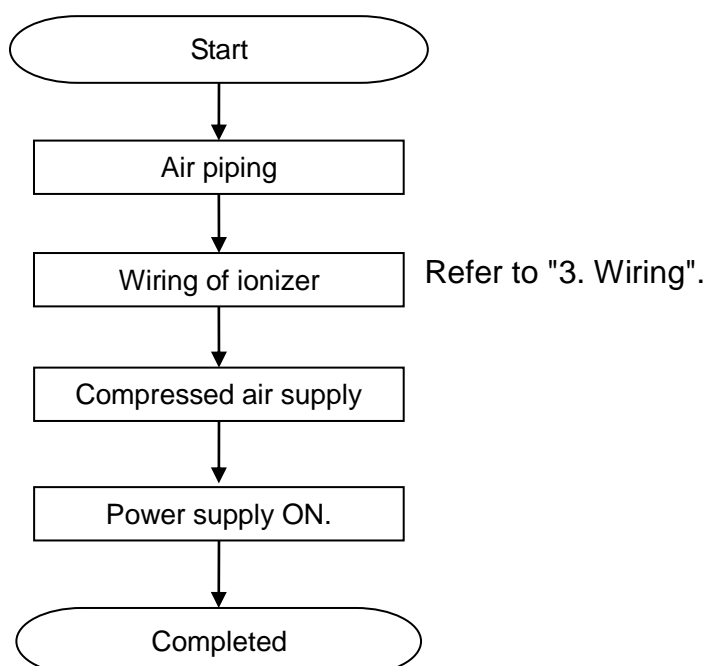 Start
Air piping
Wiring of ionizer
Refer to "3. Wiring".
Compressed air supply
Power supply ON.
Completed